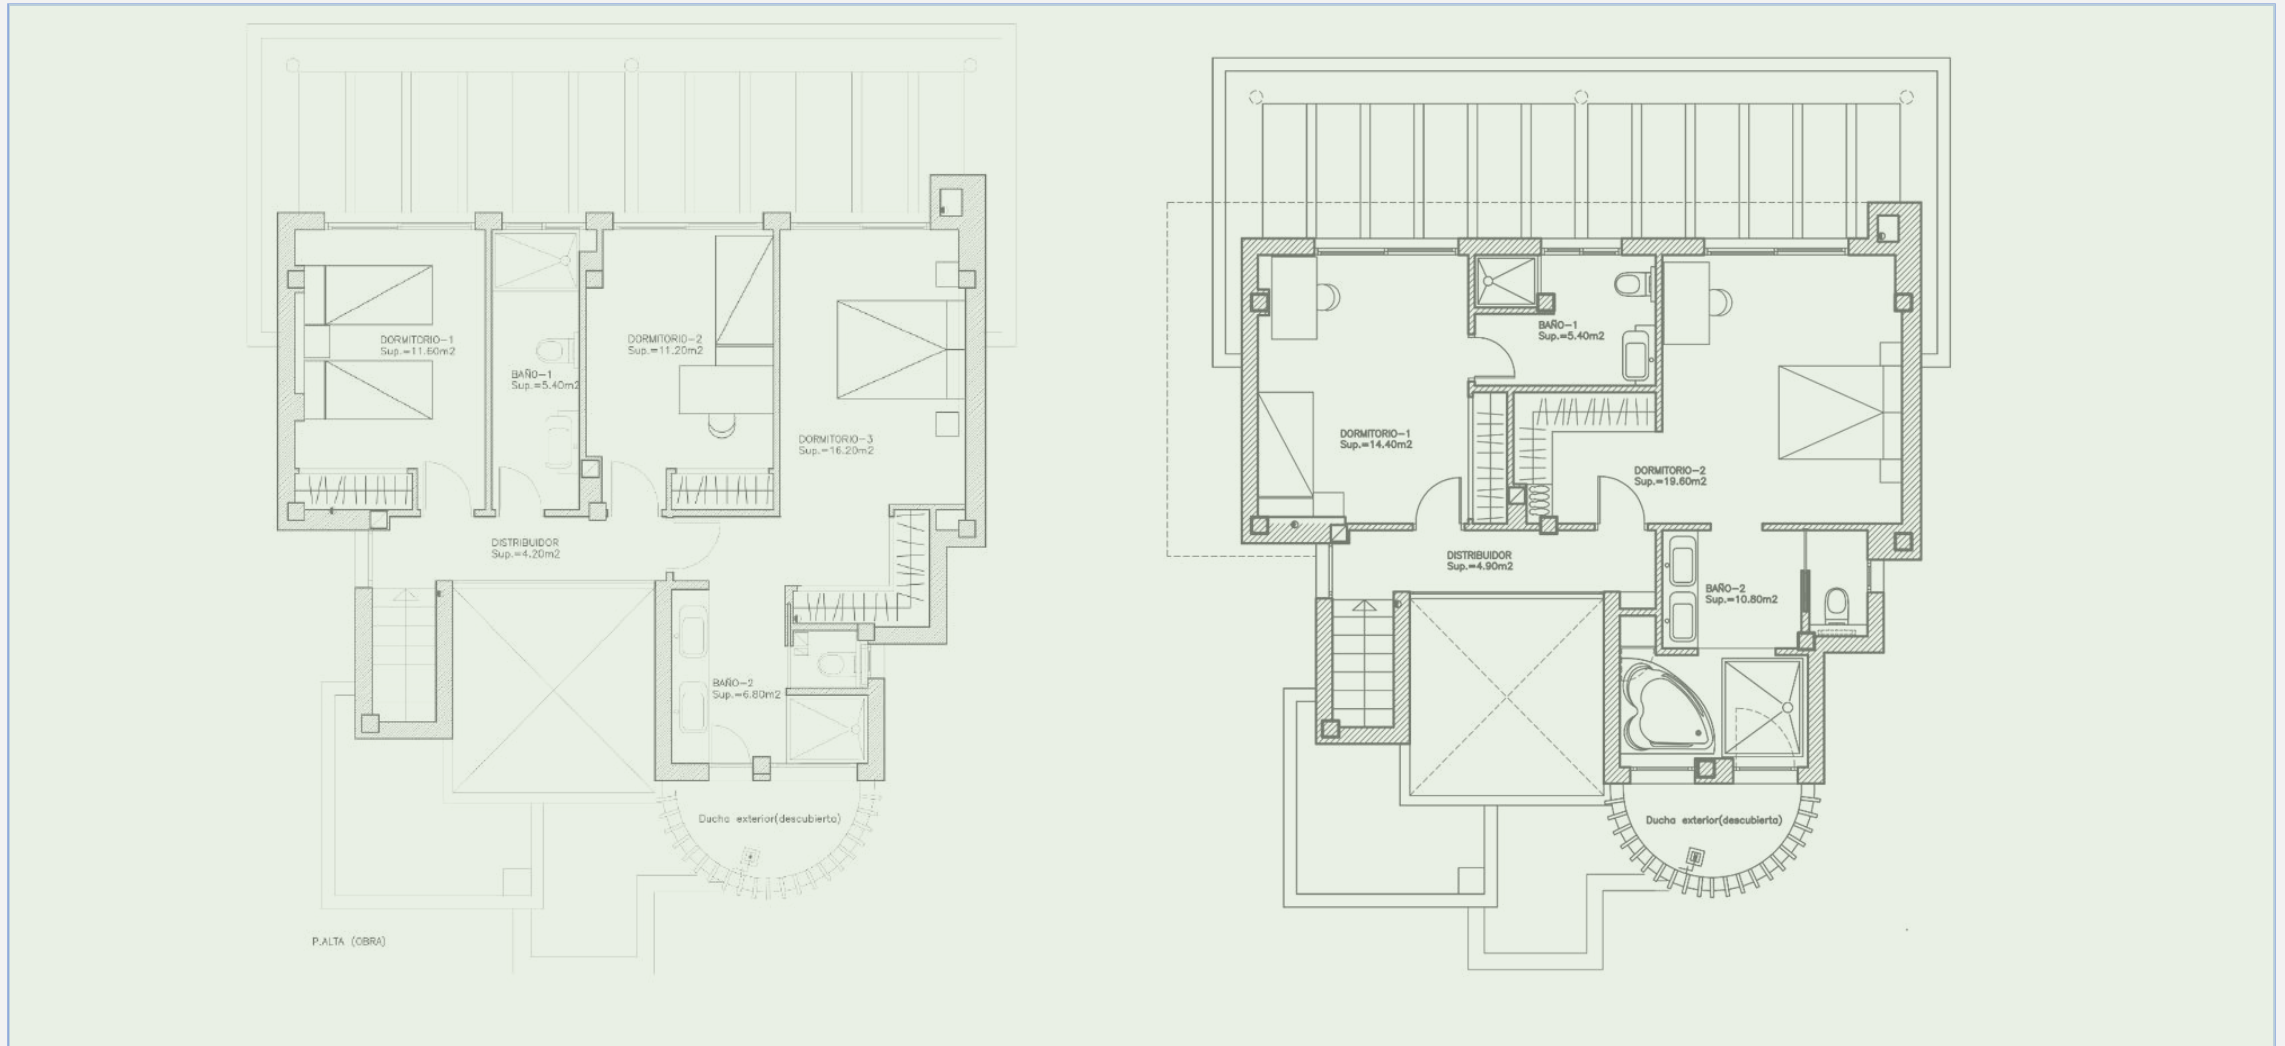 DORMITORIO-1
Sup.=11.60m2
BAÑO-1
Sup.=5.40m2
DORMITORIO-2
Sup.=11.20m2
DORMITORIO-3
Sup.=16.20m2
DISTRIBUIDOR
Sup.=4.20m2
BAÑO-2
Sup.=6.80m2
Ducha exterior(descubierta)
P.ALTA (OBRA)
BAÑO-1
Sup.=5.40m2
DORMITORIO-1
Sup.=14.40m2
DORMITORIO-2
Sup.=19.60m2
DISTRIBUIDOR
Sup.=4.90m2
BAÑO-2
Sup.=10.80m2
Ducha exterior(descubierta)